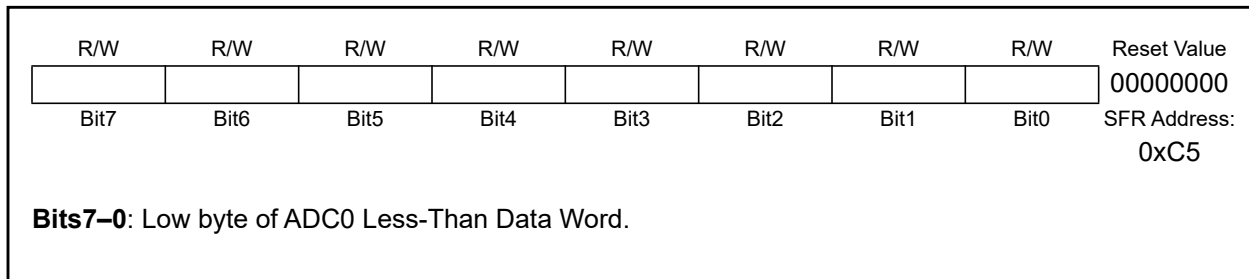 R/W R/W R/W R/W R/W R/W R/W R/W Reset Value
00000000
Bit7 Bit6 Bit5 Bit4 Bit3 Bit2 Bit1 Bit0 SFR Address:
0xC5
Bits7–0: Low byte of ADC0 Less-Than Data Word.